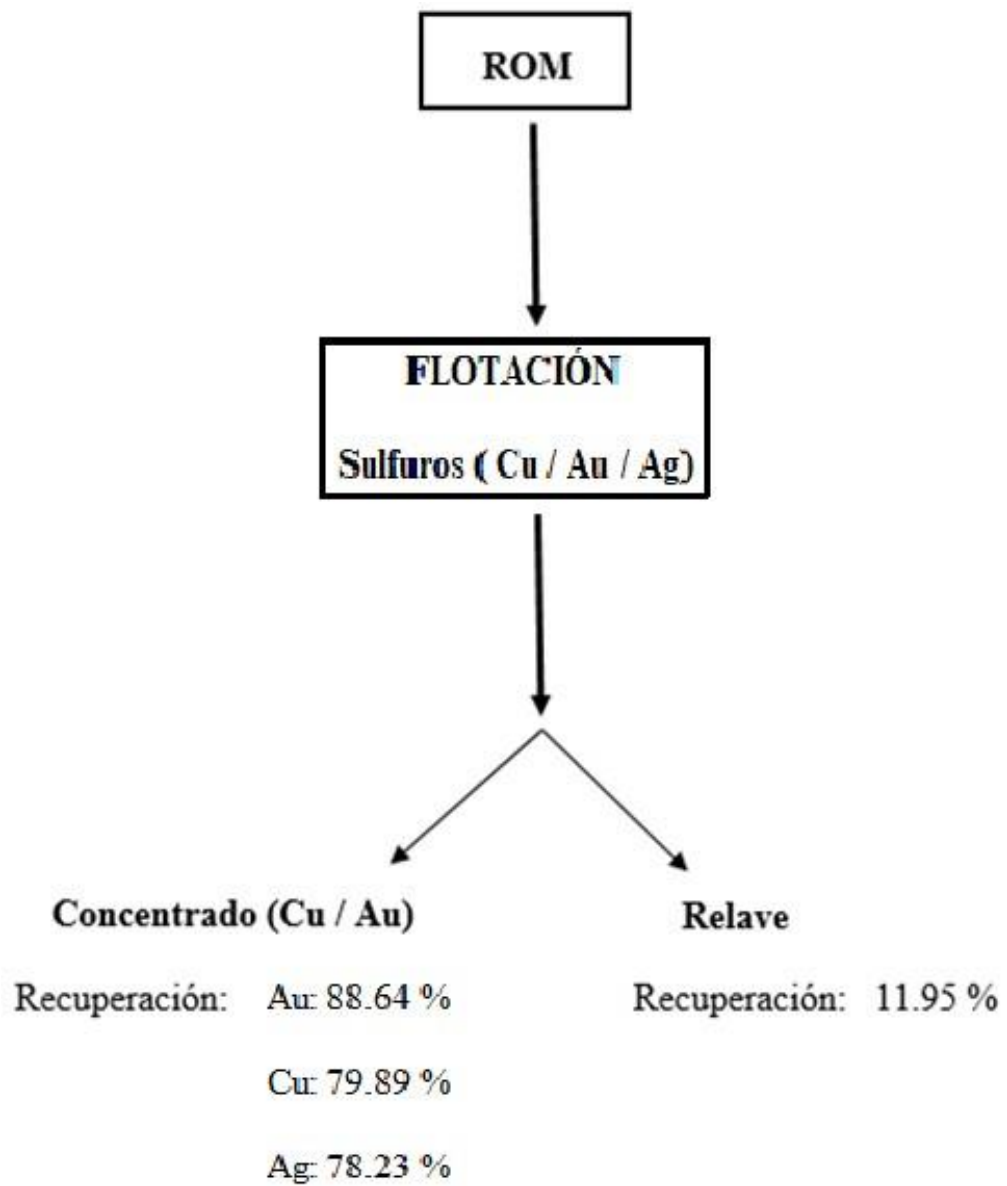 ROM
FLOTACIÓN
Sulfuros ( Cu / Au / Ag)
Concentrado (Cu / Au)
Relave
Recuperación: Au: 88.64 %
Recuperación: 11.95 %
Cu: 79.89 %
Ag: 78.23 %